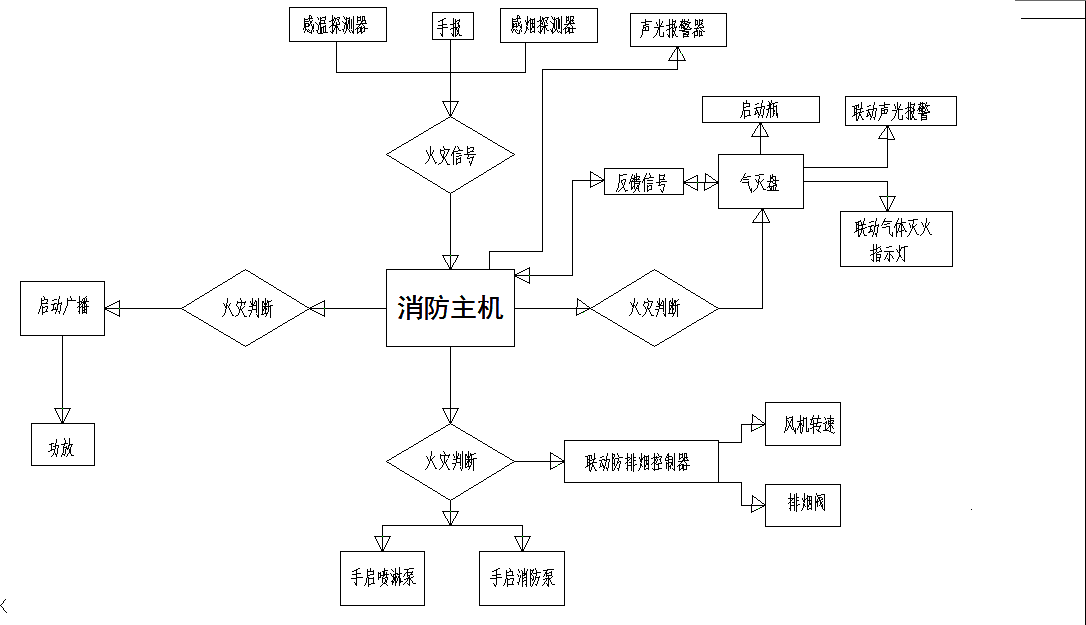 感温探测器
手报
感烟探测器
声光报警器
启动瓶
联动声光报警
火灾信号
反馈信号
气灭盘
联动气体灭火
指示灯
启动广播
火灾判断
消防主机
火灾判断
功放
火灾判断
联动防排烟控制器
风机转速
排烟阀
手启喷淋泵
手启消防泵